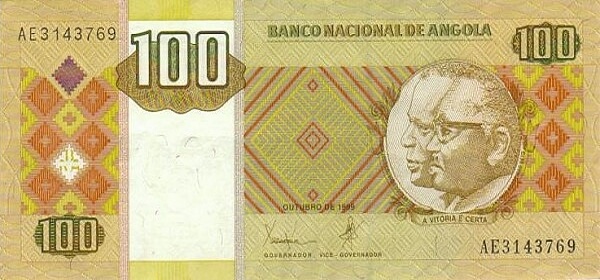 AE3143769
100
BANCO NACIONAL DE ANGOLA
100
OUTUBRO DE 1999
A VITÓRIA É CERTA
100
GOVERNADOR, VICE - GOVERNADOR
AE3143769